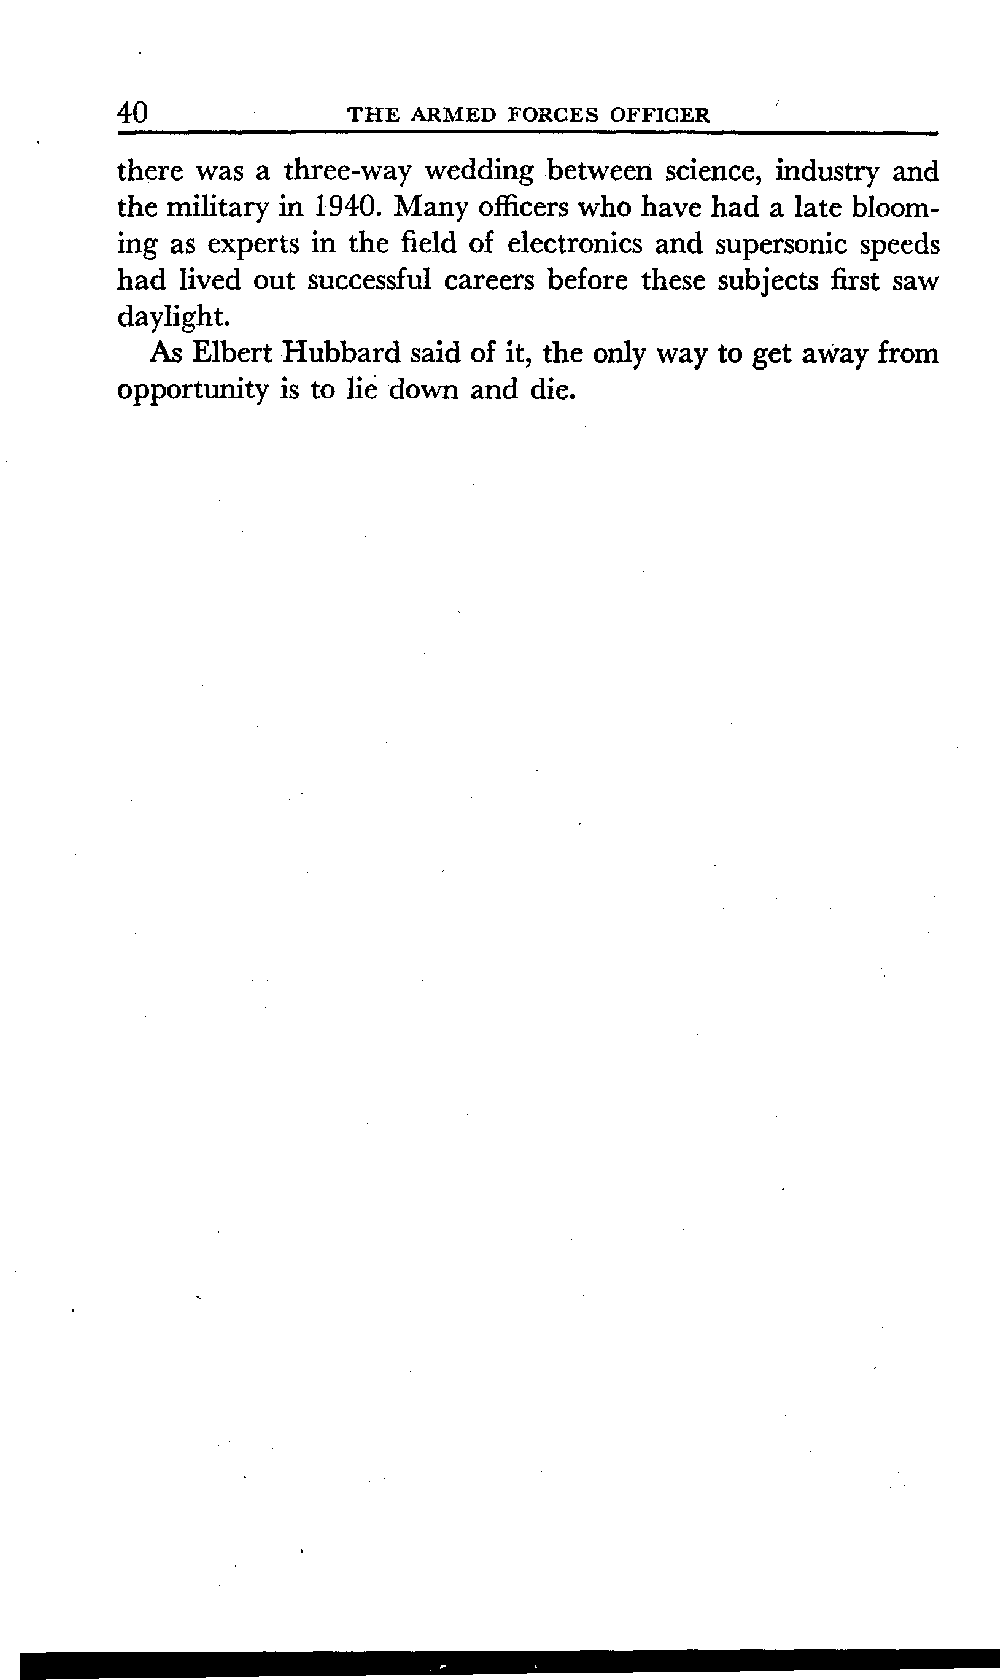 40 THE ARMED FORCES OFFICER
there was a three-way wedding between science, industry and
the military in 1940. Many officers who have had a late bloom-
ing as experts in the field of electronics and supersonic speeds
had lived out successful careers before these subjects first saw
daylight.
As Elbert Hubbard said of it, the only way to get away from
opportunity is to lie down and die.